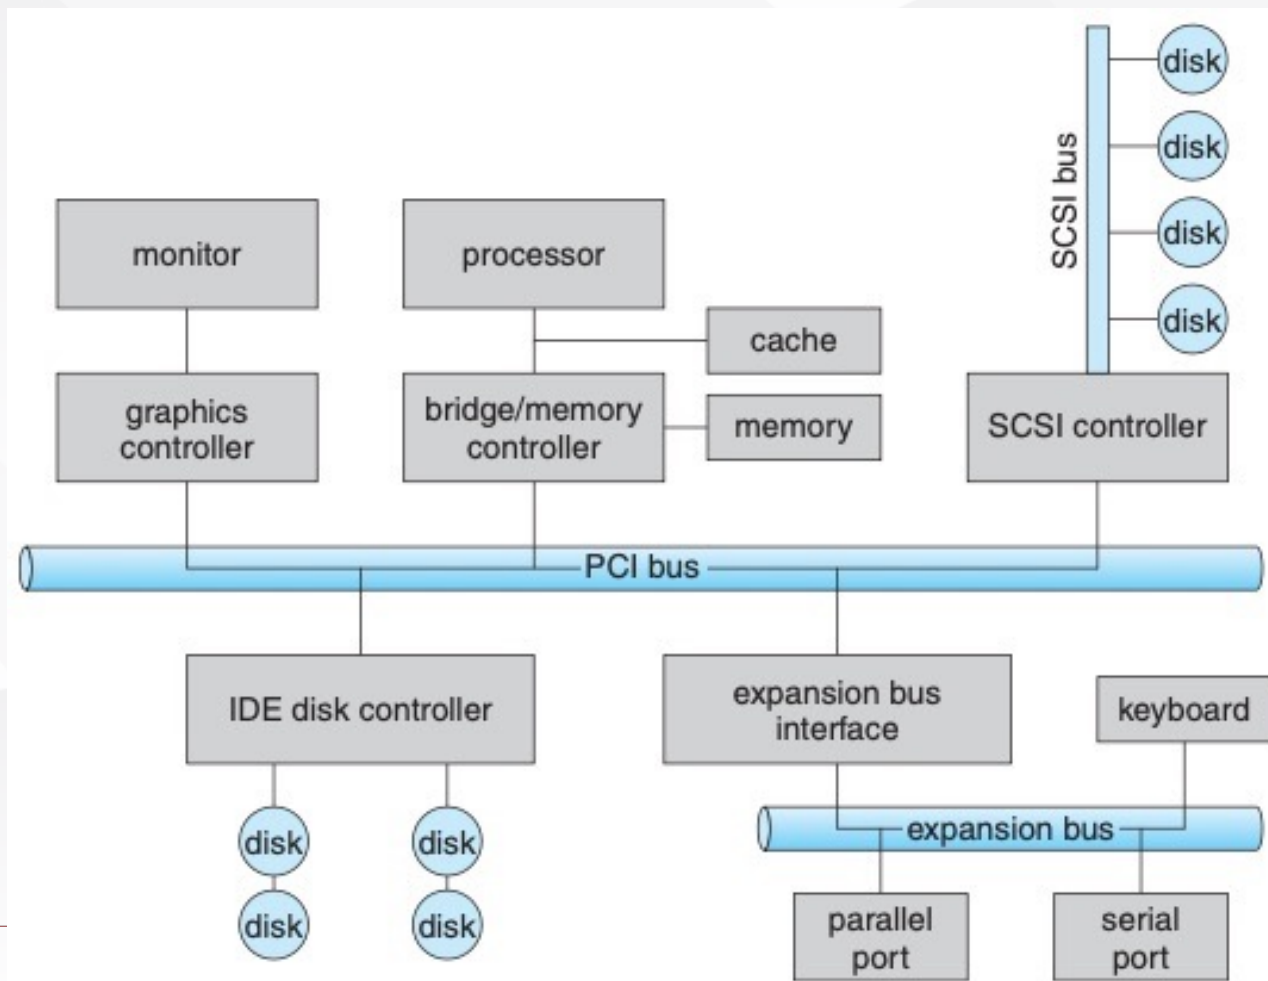 disk
disk
disk
disk
SCSI bus
monitor
processor
cache
graphics
controller
bridge/memory
controller
memory
SCSI controller
PCI bus
IDE disk controller
expansion bus
interface
keyboard
disk
disk
disk
disk
expansion bus
parallel
port
serial
port